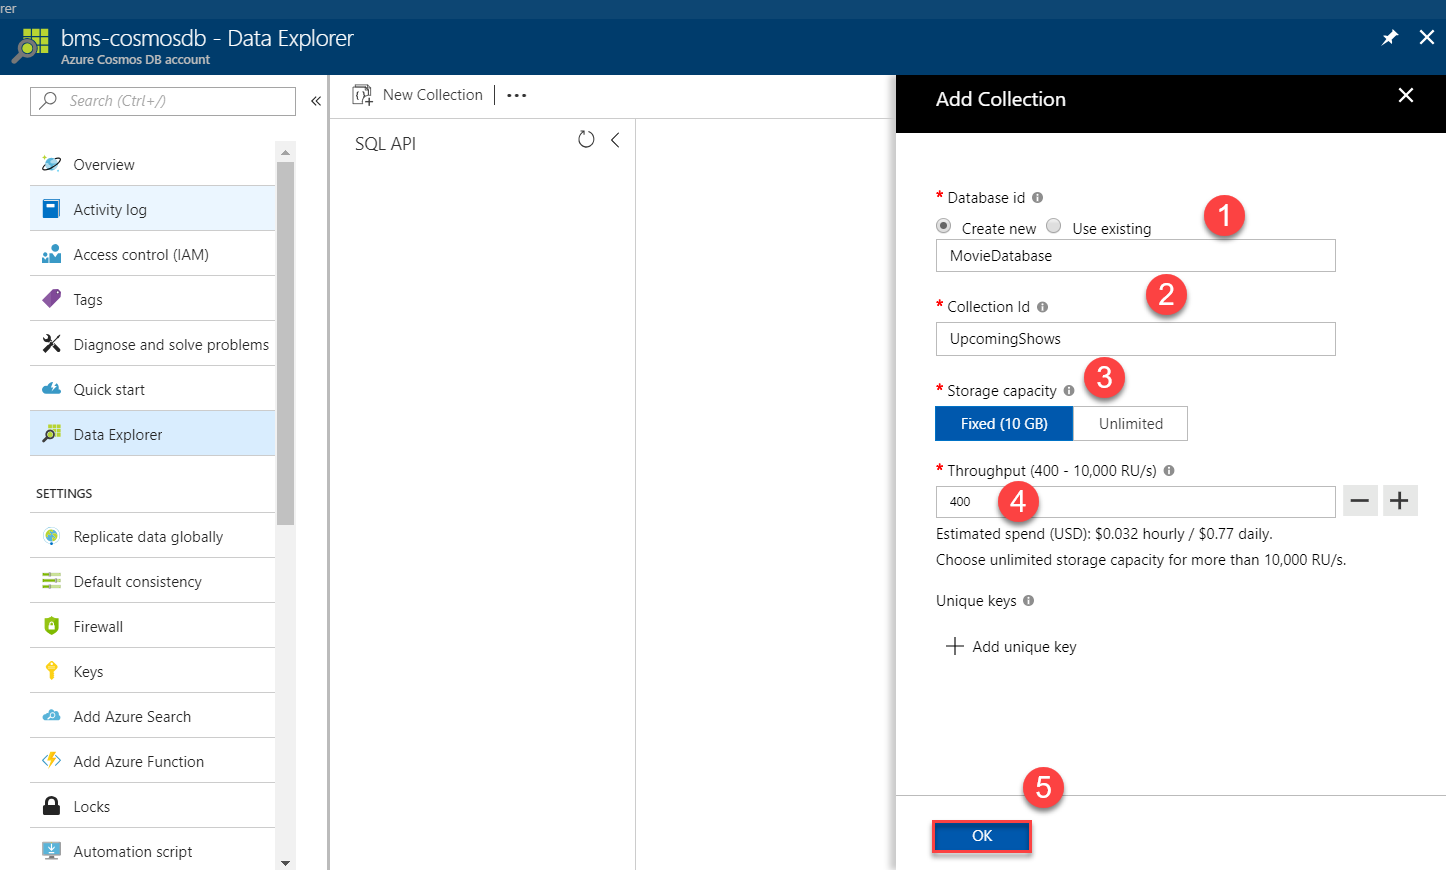 rer
bms-cosmosdb - Data Explorer
Azure Cosmos DB account
Search (Ctrl+/)
«
Overview
Activity log
Access control (IAM)
Tags
Diagnose and solve problems
Quick start
Data Explorer
SETTINGS
Replicate data globally
Default consistency
Firewall
Keys
Add Azure Search
Add Azure Function
Locks
Automation script
New Collection
SQL API
Add Collection
* Database id
1
Create new Use existing
MovieDatabase
2
* Collection Id
UpcomingShows
3
* Storage capacity
Fixed (10 GB) Unlimited
* Throughput (400 - 10,000 RU/s)
400
4
Estimated spend (USD): $0.032 hourly / $0.77 daily.
Choose unlimited storage capacity for more than 10,000 RU/s.
Unique keys
Add unique key
5
OK